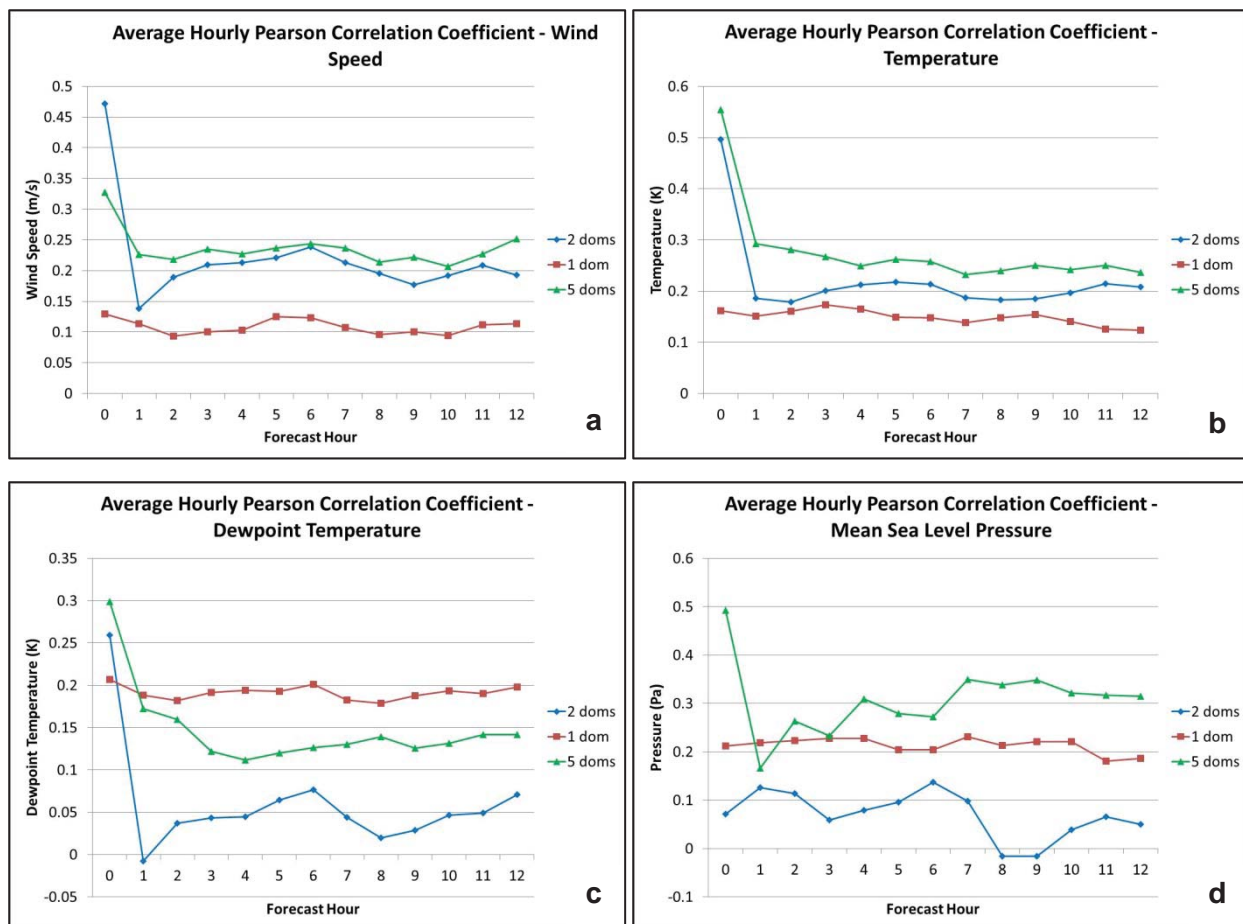 Average Hourly Pearson Correlation Coefficient - Wind
Speed
Wind Speed (m/s)
0.5
0.45
0.4
0.35
0.3
0.25
0.2
0.15
0.1
0.05
0
0 1 2 3 4 5 6 7 8 9 10 11 12
Forecast Hour
2 doms
1 dom
5 doms
a
Average Hourly Pearson Correlation Coefficient -
Temperature
Temperature (K)
0.6
0.5
0.4
0.3
0.2
0.1
0
0 1 2 3 4 5 6 7 8 9 10 11 12
Forecast Hour
2 doms
1 dom
5 doms
b
Average Hourly Pearson Correlation Coefficient -
Dewpoint Temperature
Dewpoint Temperature (K)
0.35
0.3
0.25
0.2
0.15
0.1
0.05
0
-0.05
0 1 2 3 4 5 6 7 8 9 10 11 12
Forecast Hour
2 doms
1 dom
5 doms
c
Average Hourly Pearson Correlation Coefficient -
Mean Sea Level Pressure
Pressure (Pa)
0.6
0.5
0.4
0.3
0.2
0.1
0
-0.1
0 1 2 3 4 5 6 7 8 9 10 11 12
Forecast Hour
2 doms
1 dom
5 doms
d